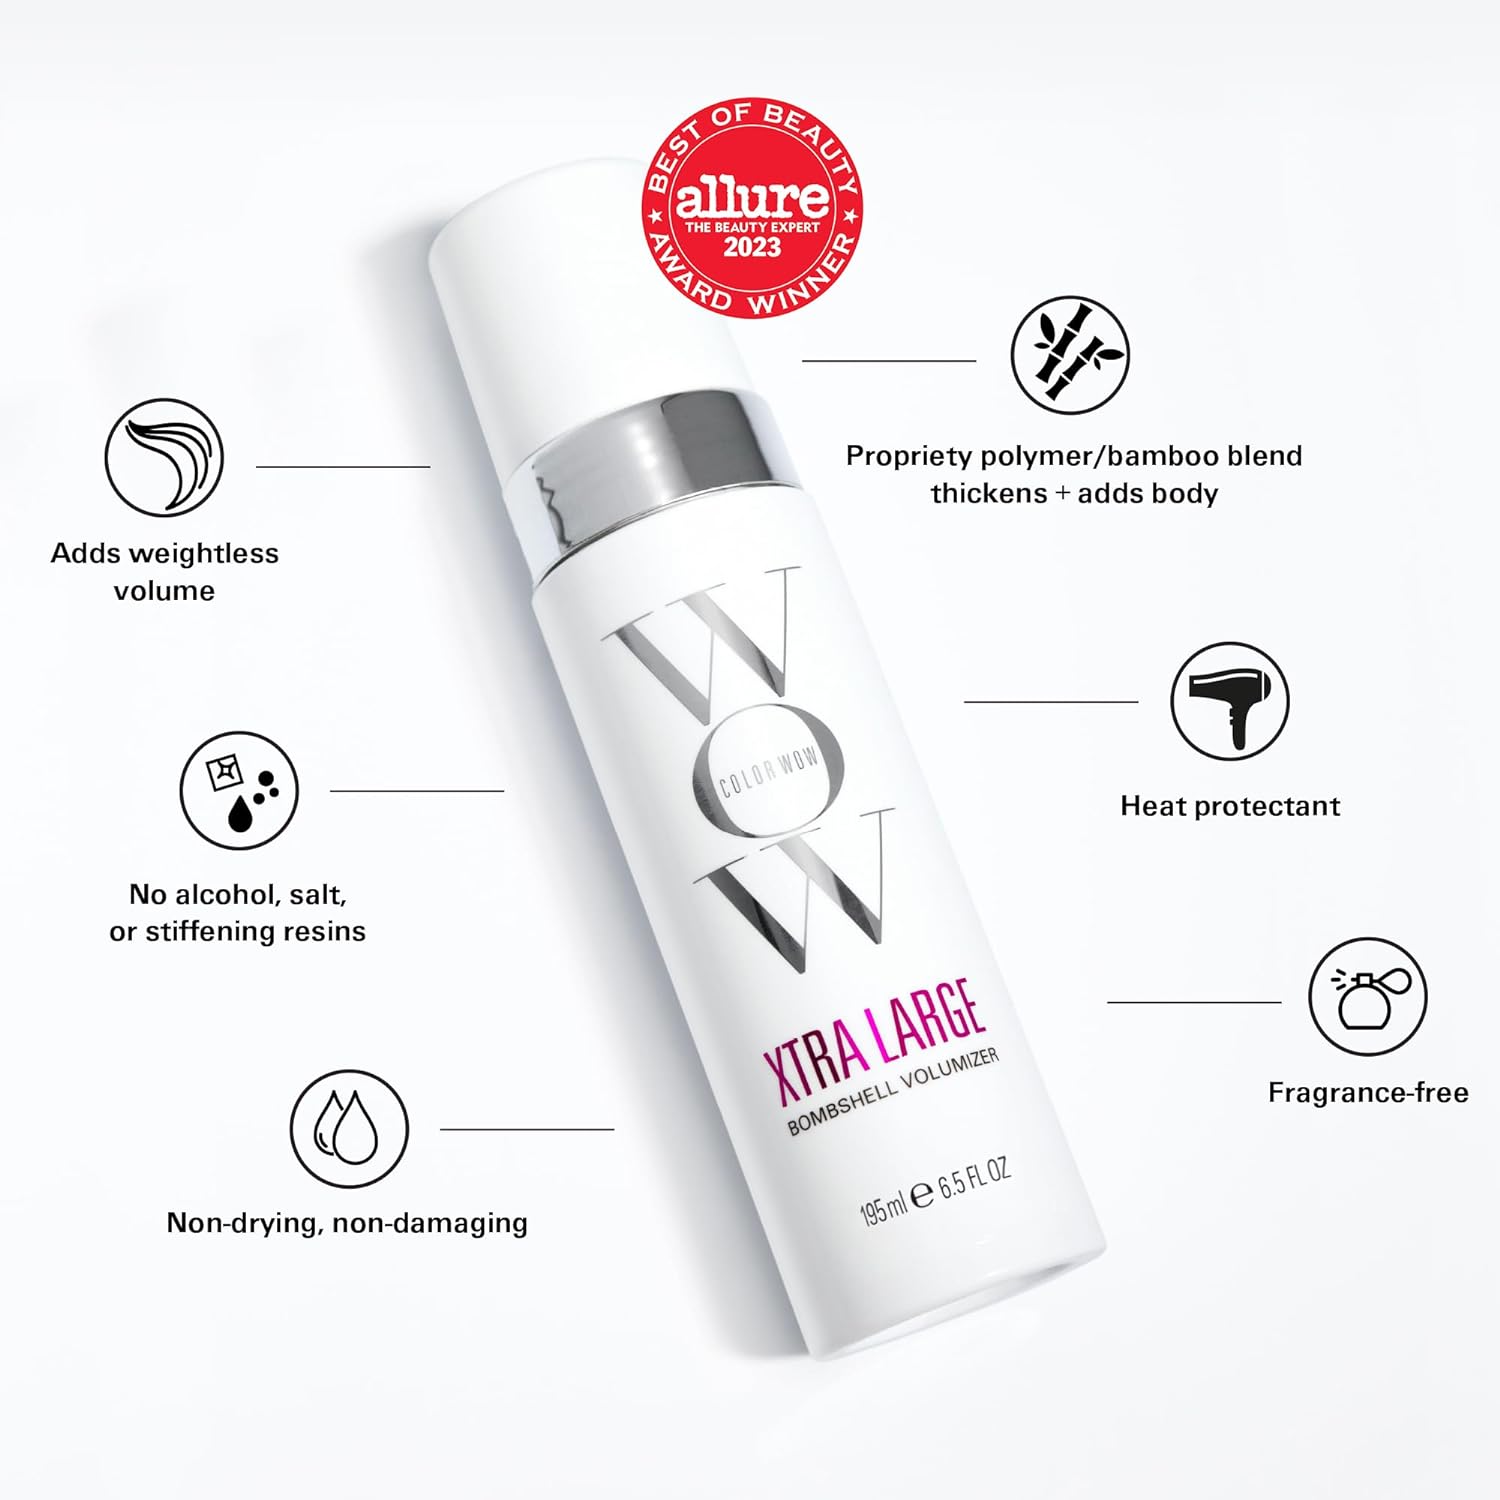 BEST OF BEAUTY
allure
THE BEAUTY EXPERT
2023
AWARD WINNER
Propriety polymer/bamboo blend
thickens + adds body
Adds weightless
volume
WOW
COLOR WOW
Heat protectant
No alcohol, salt,
or stiffening resins
XTRA LARGE
BOMBSHELL VOLUMIZER
Fragrance-free
195 ml e 6.5 FL OZ
Non-drying, non-damaging